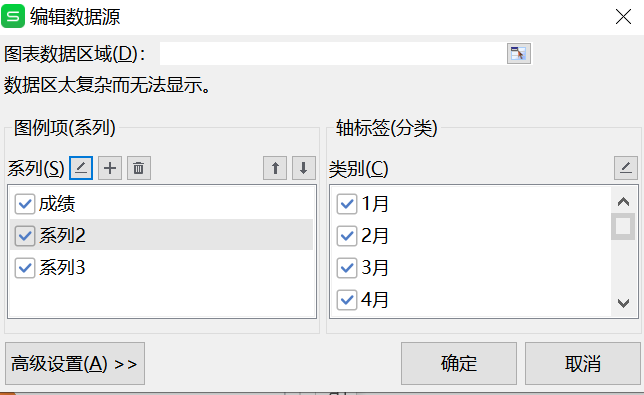 编辑数据源
图表数据区域(D):
数据区太复杂而无法显示。
图例项(系列)
系列(S)
成绩
系列2
系列3
轴标签(分类)
类别(C)
1月
2月
3月
4月
高级设置(A) >>
确定
取消